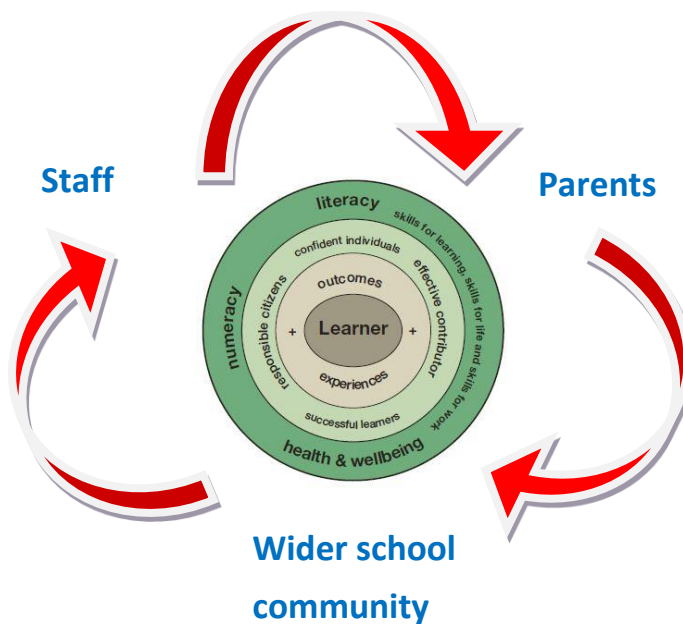 Staff
Parents
literacy
skills for learning, skills for life and skills for work
numeracy
health & wellbeing
confident individuals
effective contributor
responsible citizens
successful learners
outcomes
+ Learner +
experiences
Wider school
community